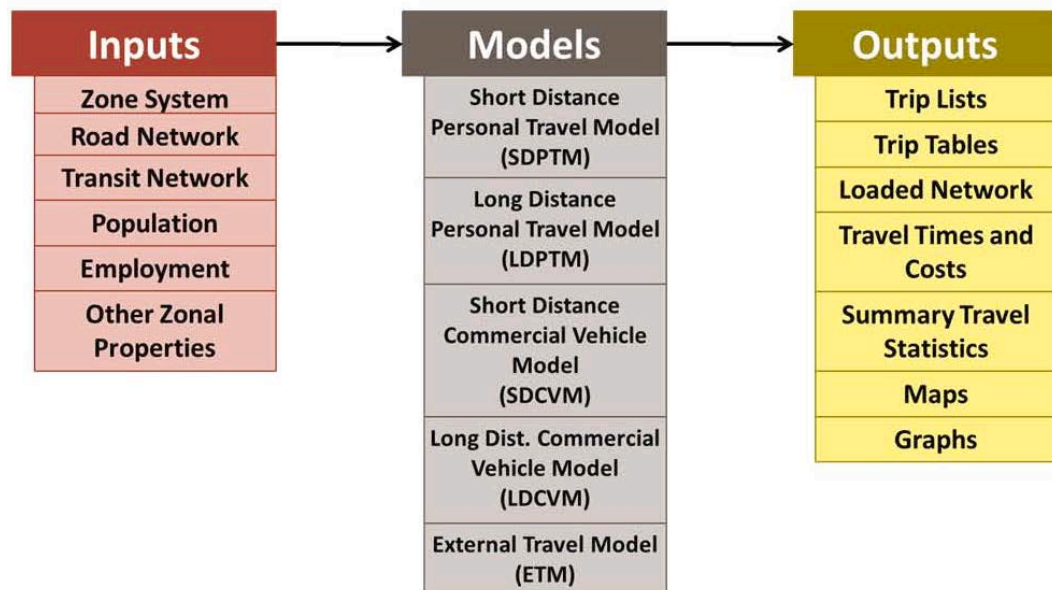 Inputs
Zone System
Road Network
Transit Network
Population
Employment
Other Zonal
Properties
Models
Short Distance
Personal Travel Model
(SDPTM)
Long Distance
Personal Travel Model
(LDPTM)
Short Distance
Commercial Vehicle
Model
(SDCVM)
Long Dist. Commercial
Vehicle Model
(LDCVM)
External Travel Model
(ETM)
Outputs
Trip Lists
Trip Tables
Loaded Network
Travel Times and
Costs
Summary Travel
Statistics
Maps
Graphs